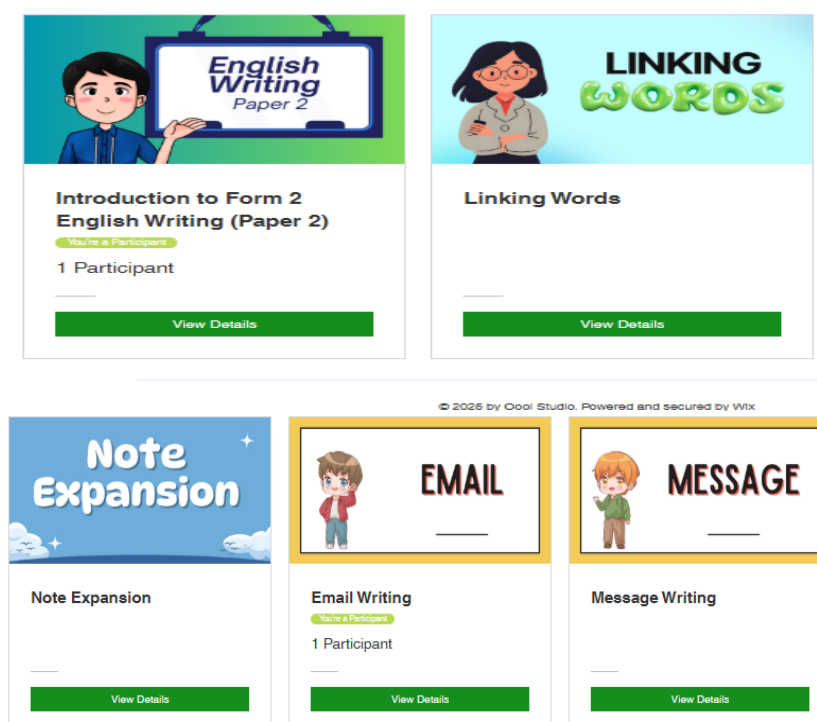 English
Writing
Paper 2
LINKING
WORDS
Introduction to Form 2
English Writing (Paper 2)
You're a Participant
1 Participant
View Details
Linking Words
View Details
© 2025 by Oooi Studio. Powered and secured by Wix
Note
Expansion
EMAIL
MESSAGE
Note Expansion
View Details
Email Writing
You're a Participant
1 Participant
View Details
Message Writing
View Details